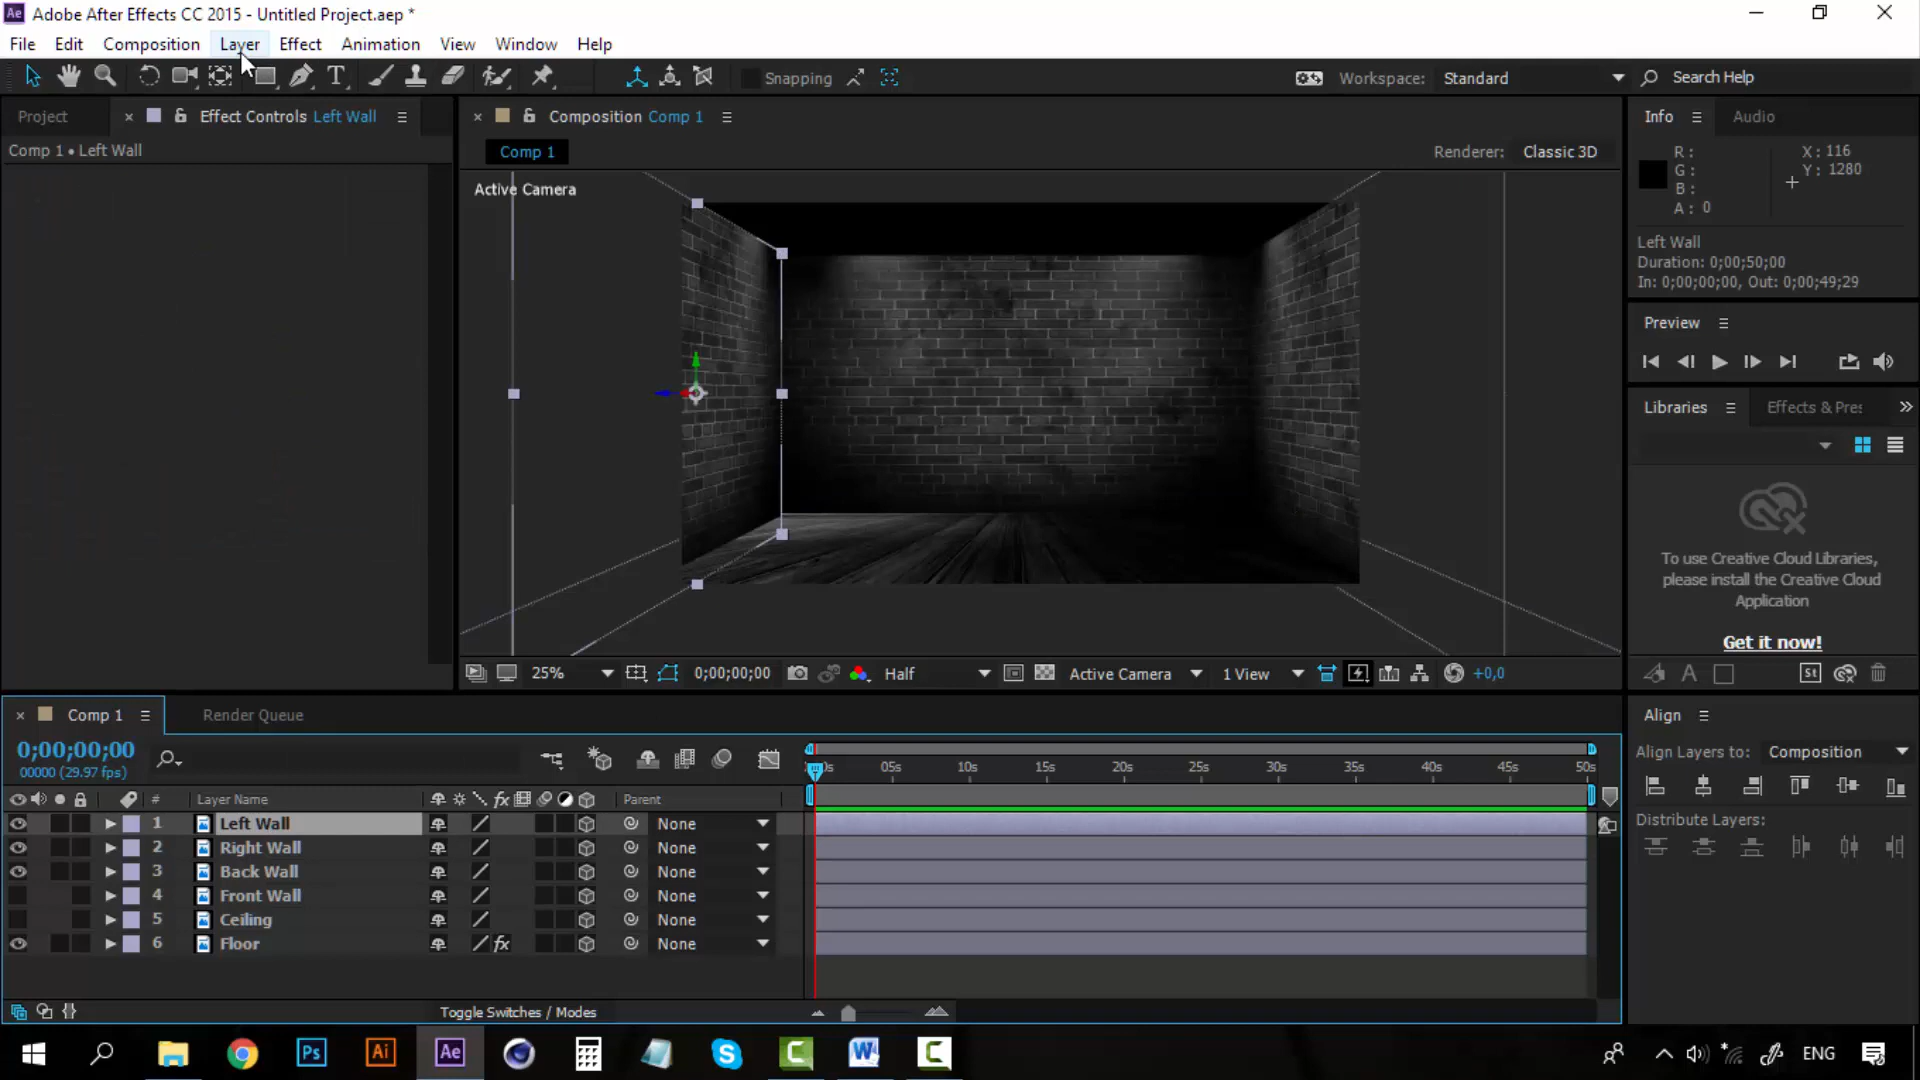 Ae Adobe After Effects CC 2015 - Untitled Project.aep *
File Edit Composition Layer Effect Animation View Window Help
T Snapping Workspace: Standard Search Help
Project × Effect Controls Left Wall × Composition Comp 1 Info Audio
Comp 1 • Left Wall Comp 1 Renderer: Classic 3D
R: X: 116
G: Y: 1280
B:
A: 0
Active Camera
Left Wall
Duration: 0;00;50;00
In: 0;00;00;00, Out: 0;00;49;29
Preview
Libraries Effects & Pres
To use Creative Cloud Libraries,
please install the Creative Cloud
Application
Get it now!
25% 0;00;00;00 Half Active Camera 1 View +0,0 A St
× Comp 1 Render Queue Align
0;00;00;00
00000 (29.97 fps)
Align Layers to: Composition
05s 10s 15s 20s 25s 30s 35s 40s 45s 50s
# Layer Name fx Parent
Distribute Layers:
1 Left Wall None
2 Right Wall None
3 Back Wall None
4 Front Wall None
5 Ceiling None
6 Floor fx None
Toggle Switches / Modes
Ps Ai Ae S C W C ENG